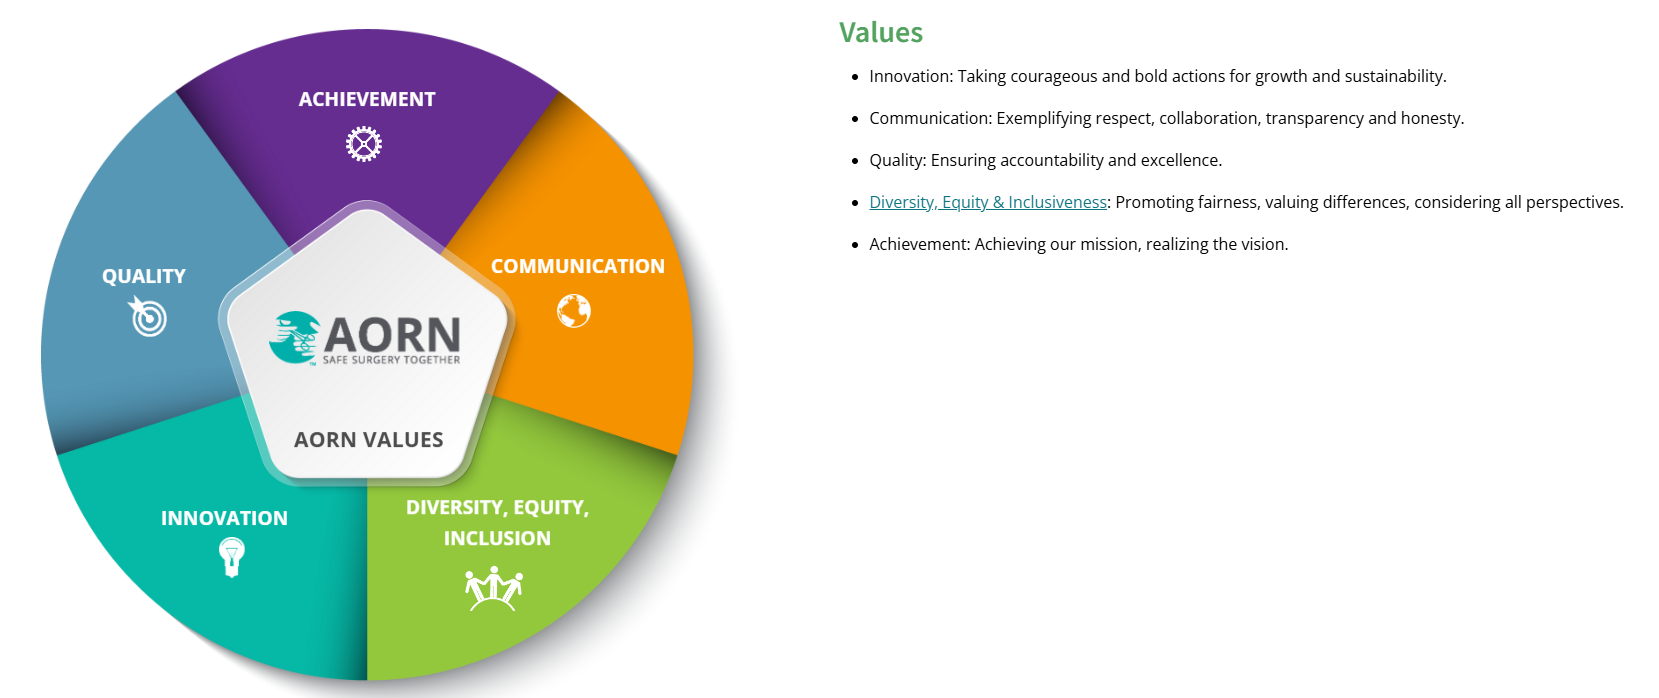 ACHIEVEMENT
COMMUNICATION
QUALITY
AORN
SAFE SURGERY TOGETHER
TM
AORN VALUES
INNOVATION
DIVERSITY, EQUITY,
INCLUSION
Values
Innovation: Taking courageous and bold actions for growth and sustainability.
Communication: Exemplifying respect, collaboration, transparency and honesty.
Quality: Ensuring accountability and excellence.
Diversity, Equity & Inclusiveness: Promoting fairness, valuing differences, considering all perspectives.
Achievement: Achieving our mission, realizing the vision.